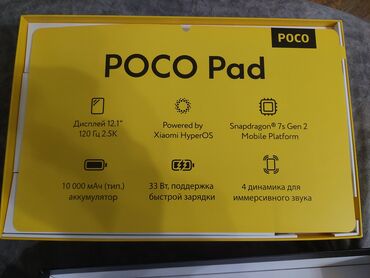 POCO
POCO Pad
Дисплей 12.1"
120 Гц 2.5K
Powered by
Xiaomi HyperOS
Snapdragon® 7s Gen 2
Mobile Platform
10 000 мАч (тип.)
аккумулятор
33 Вт, поддержка
быстрой зарядки
4 динамика для
иммерсивного звука